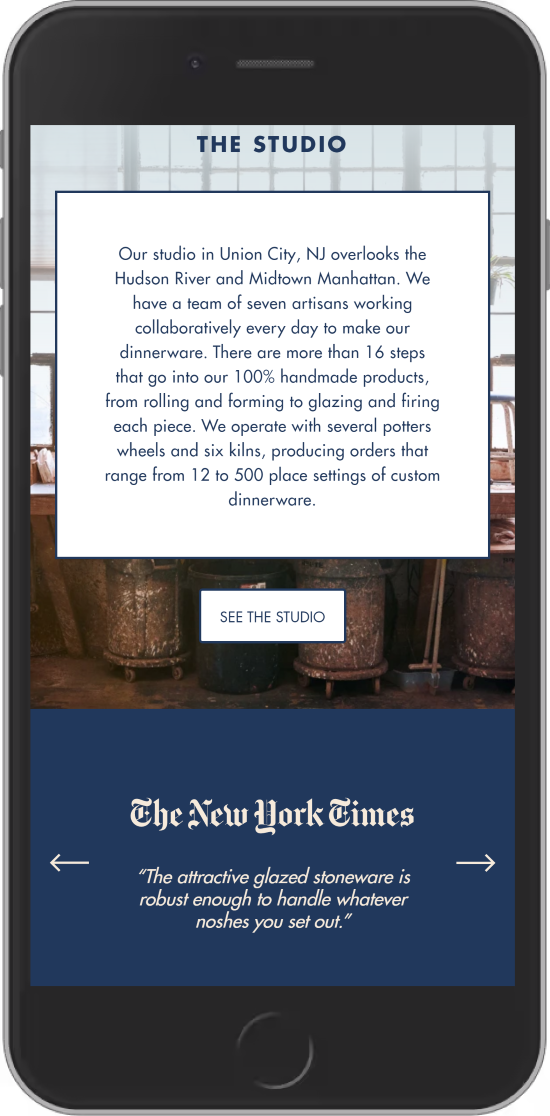 THE STUDIO
Our studio in Union City, NJ overlooks the
Hudson River and Midtown Manhattan. We
have a team of seven artisans working
collaboratively every day to make our
dinnerware. There are more than 16 steps
that go into our 100% handmade products,
from rolling and forming to glazing and firing
each piece. We operate with several potters
wheels and six kilns, producing orders that
range from 12 to 500 place settings of custom
dinnerware.
SEE THE STUDIO
The New York Times
“The attractive glazed stoneware is
robust enough to handle whatever
noshes you set out.”